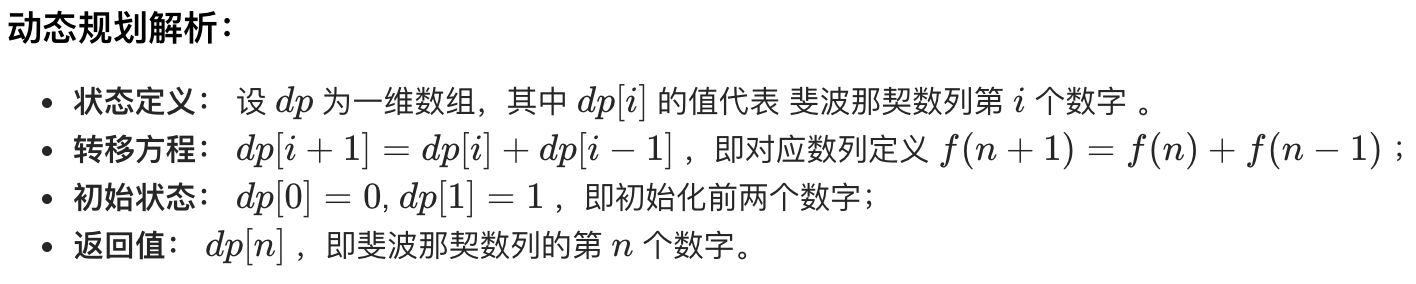 动态规划解析：
• 状态定义： 设 dp 为一维数组，其中 dp[i] 的值代表 斐波那契数列第 i 个数字 。
• 转移方程： dp[i + 1] = dp[i] + dp[i − 1] ，即对应数列定义 f(n + 1) = f(n) + f(n − 1) ；
• 初始状态： dp[0] = 0, dp[1] = 1 ，即初始化前两个数字；
• 返回值： dp[n] ，即斐波那契数列的第 n 个数字。